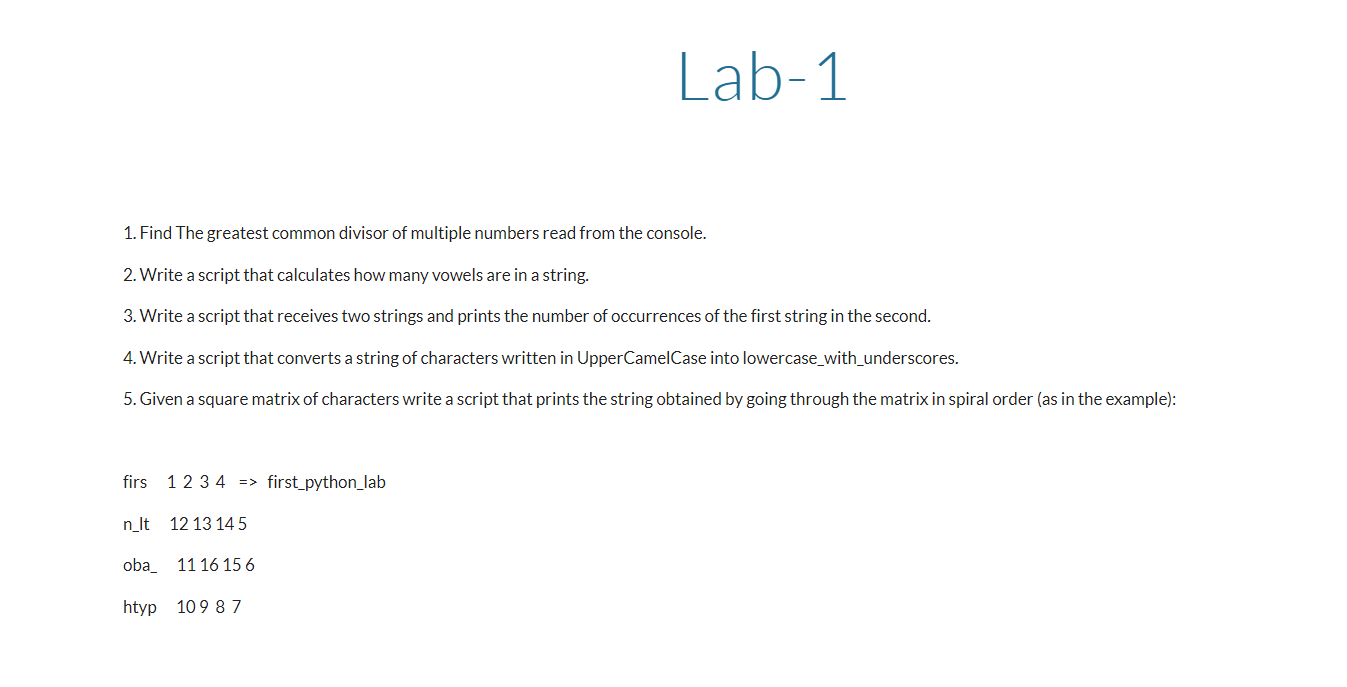 Lab-1
1. Find The greatest common divisor of multiple numbers read from the console.
2. Write a script that calculates how many vowels are in a string.
3. Write a script that receives two strings and prints the number of occurrences of the first string in the second.
4. Write a script that converts a string of characters written in UpperCamelCase into lowercase_with_underscores.
5. Given a square matrix of characters write a script that prints the string obtained by going through the matrix in spiral order (as in the example):
firs 1 2 3 4 => first_python_lab
n_lt 12 13 14 5
oba_ 11 16 15 6
htyp 10 9 8 7